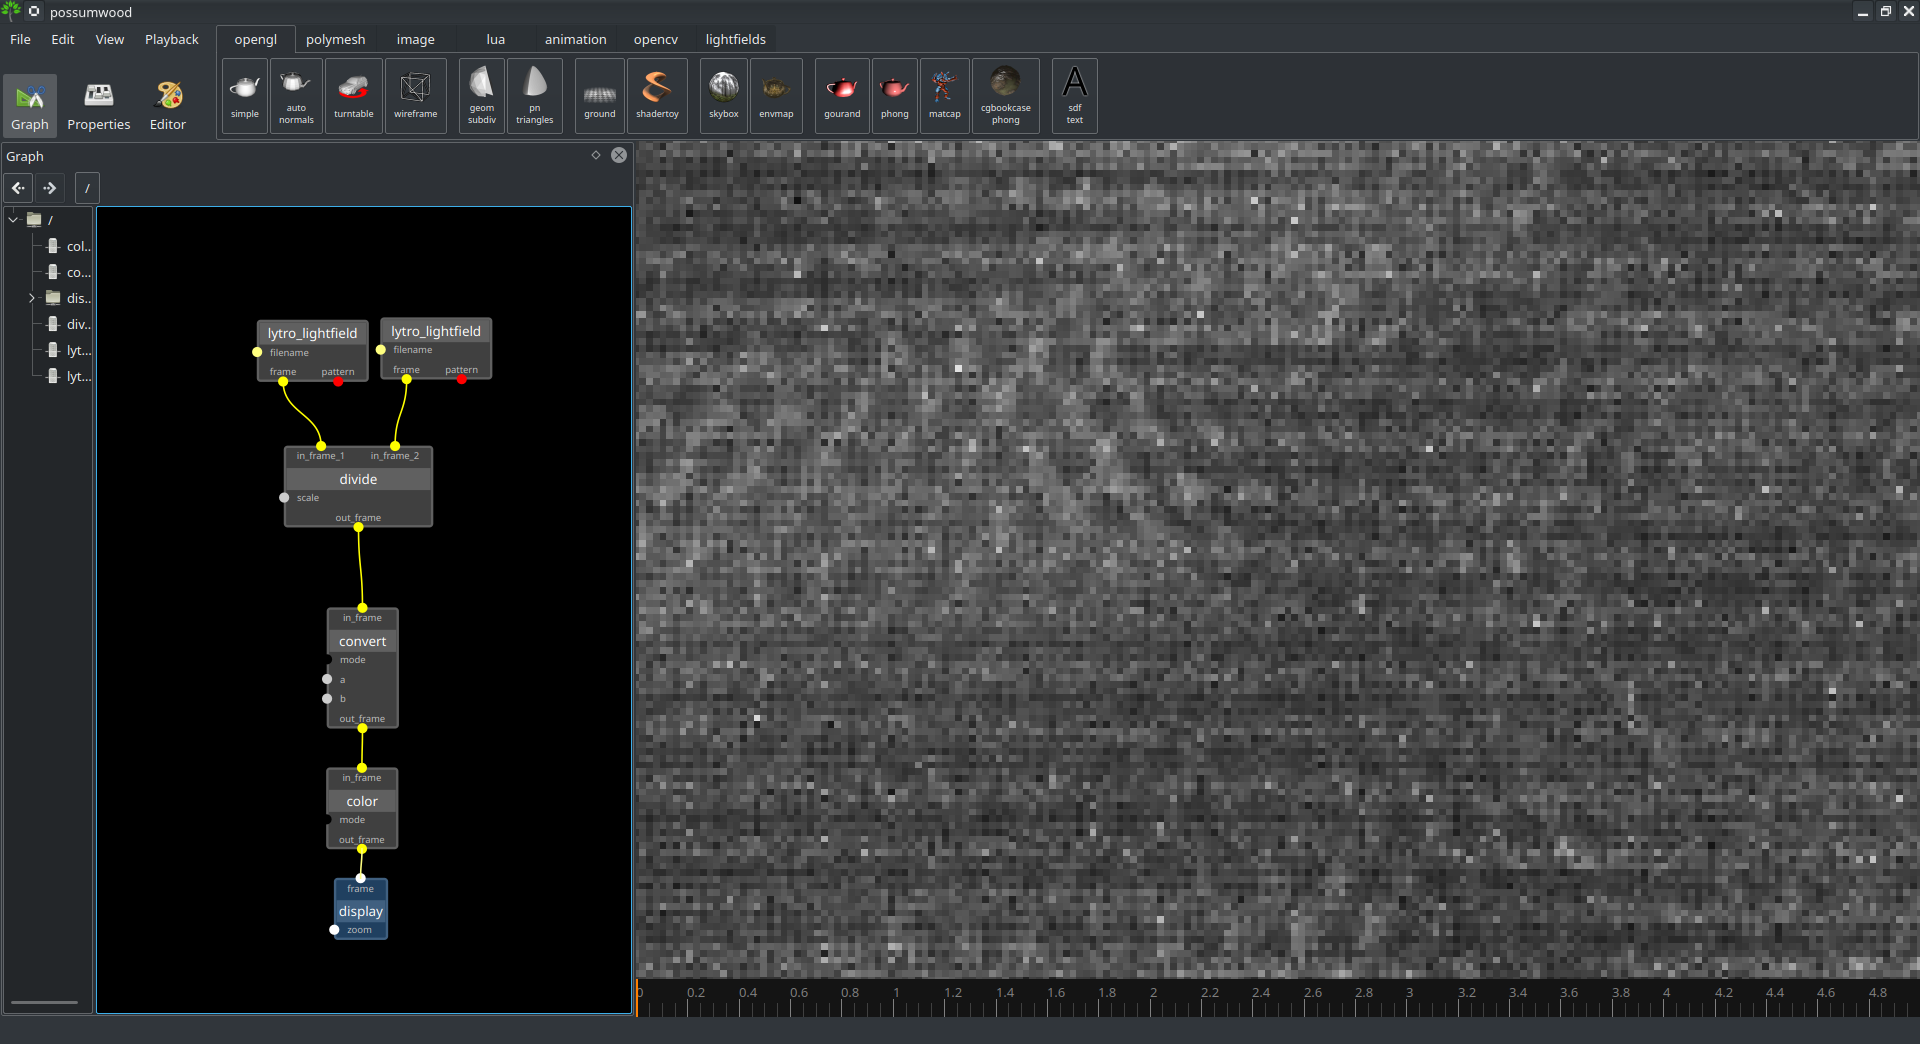 possumwood
File Edit View Playback
opengl polymesh image lua animation opencv lightfields
Graph Properties Editor
simple auto normals turntable wireframe geom subdiv pn triangles ground shadertoy skybox envmap gourand phong matcap cgbookcase phong sdf text
Graph
/
/
col..
co...
dis..
div..
lyt...
lyt...
lytro_lightfield
filename
frame pattern
lytro_lightfield
filename
frame pattern
in_frame_1 in_frame_2
divide
scale
out_frame
in_frame
convert
mode
a
b
out_frame
in_frame
color
mode
out_frame
frame
display
zoom
0 0.2 0.4 0.6 0.8 1 1.2 1.4 1.6 1.8 2 2.2 2.4 2.6 2.8 3 3.2 3.4 3.6 3.8 4 4.2 4.4 4.6 4.8